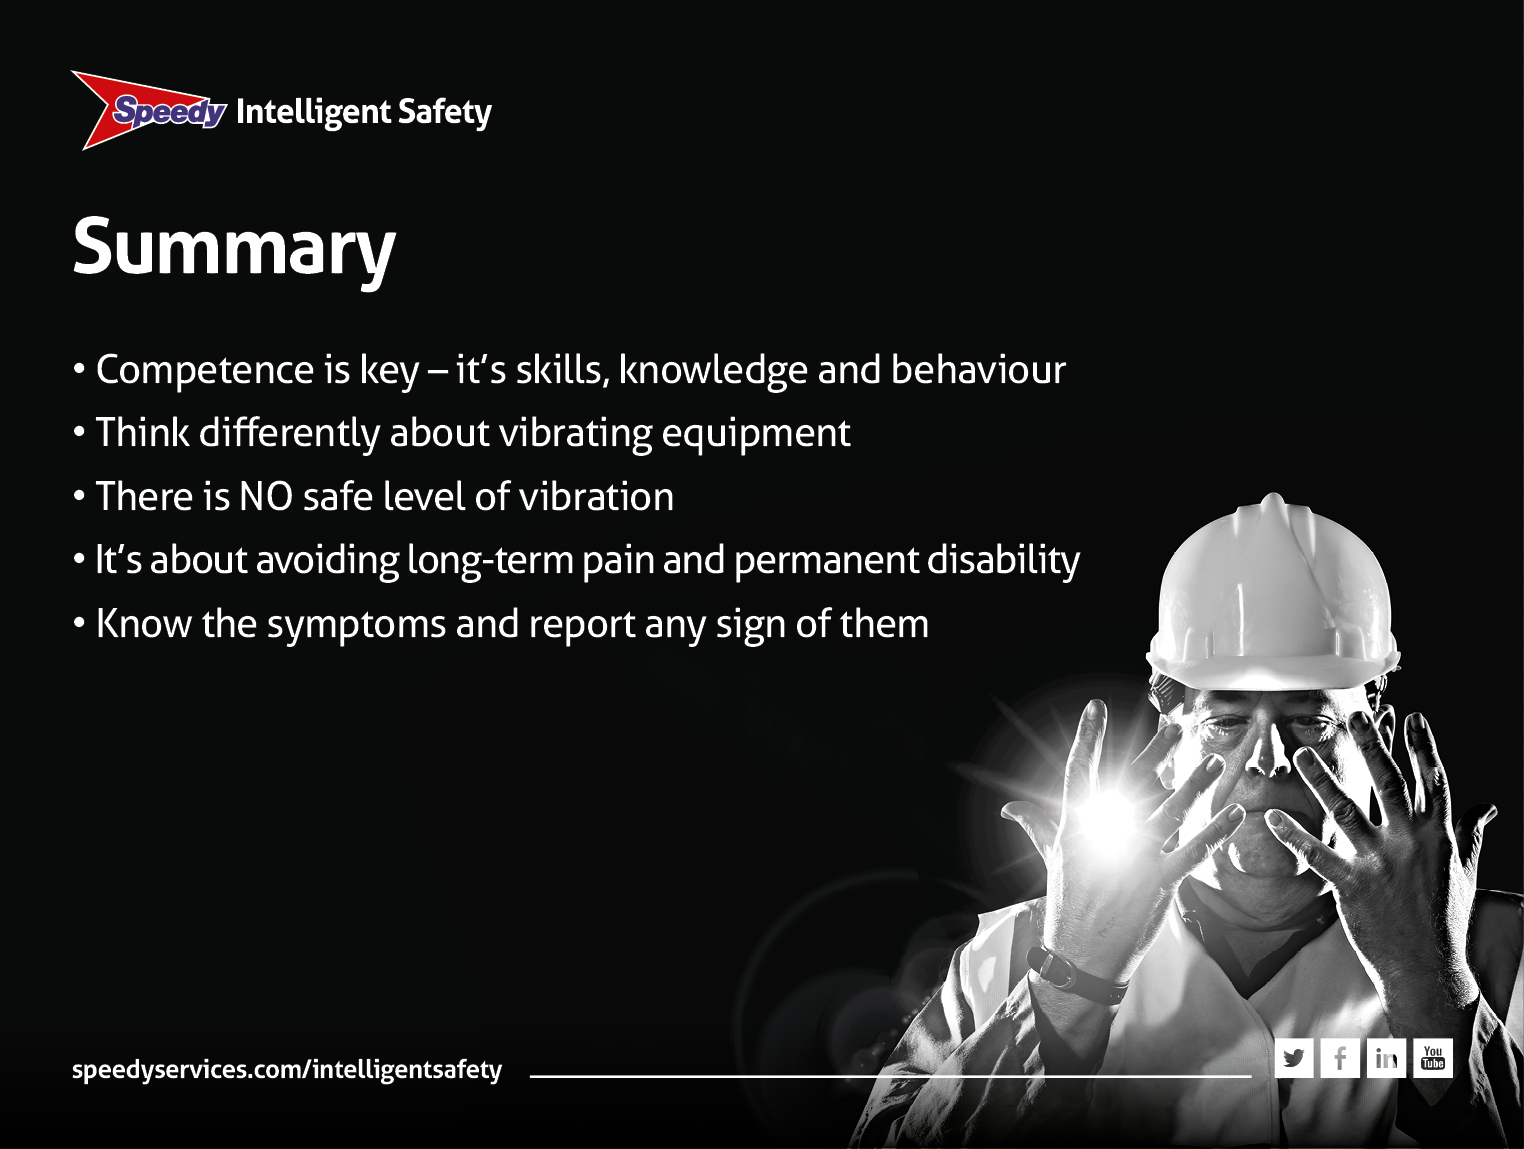 Speedy Intelligent Safety
Summary
• Competence is key – it’s skills, knowledge and behaviour
• Think differently about vibrating equipment
• There is NO safe level of vibration
• It’s about avoiding long-term pain and permanent disability
• Know the symptoms and report any sign of them
speedyservices.com/intelligentsafety
f
in
You
Tube